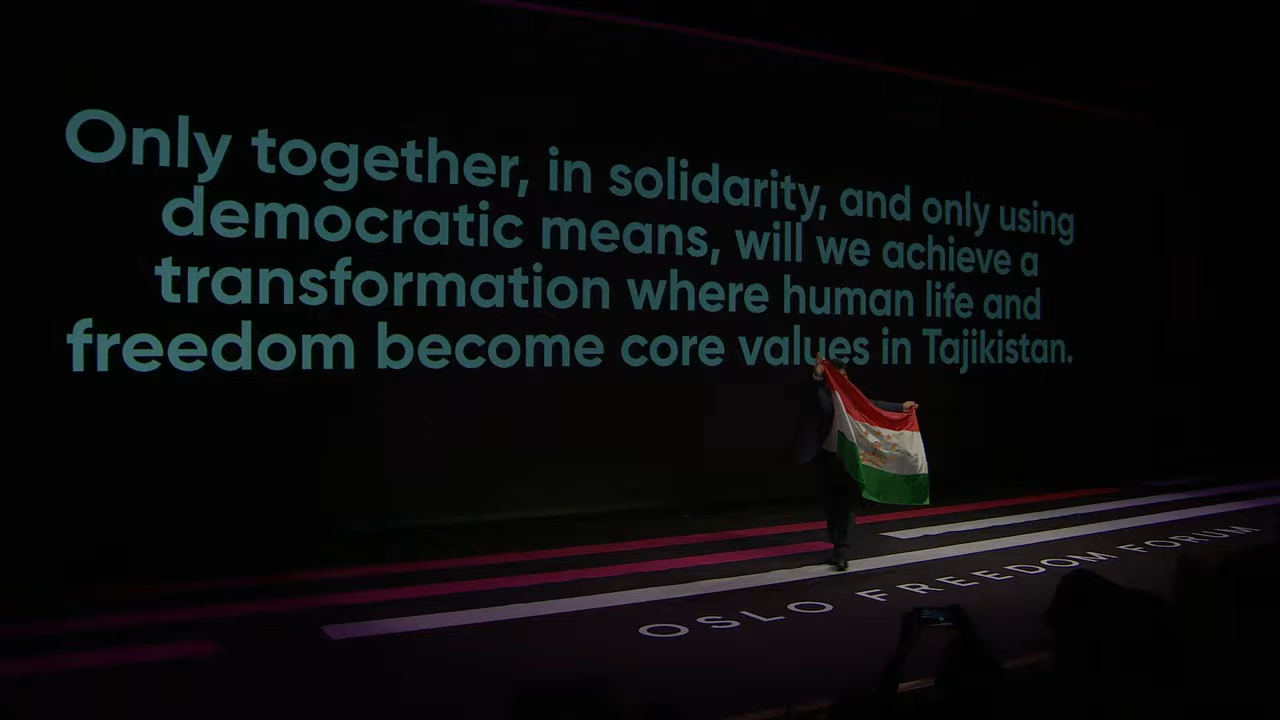 Only together, in solidarity, and only using
democratic means, will we achieve a
transformation where human life and
freedom become core values in Tajikistan.
OSLO FREEDOM FORUM